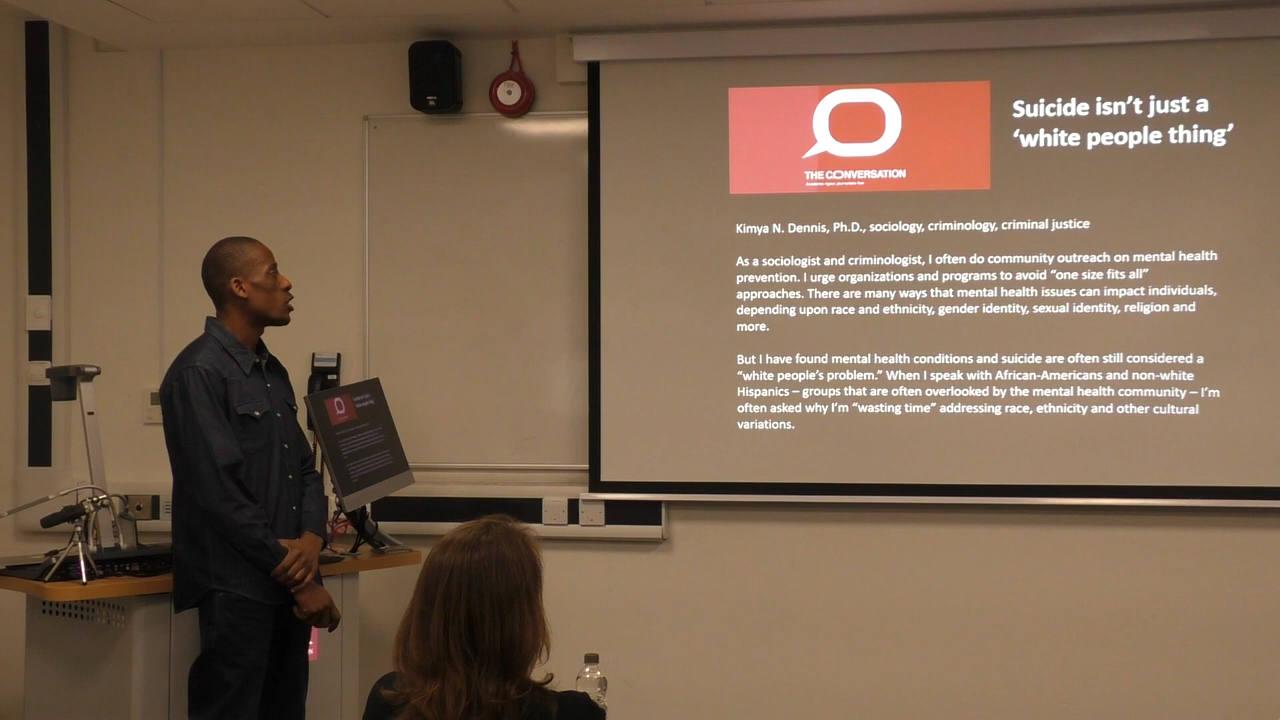 Suicide isn't just a
'white people thing'
THE CONVERSATION
Kimya N. Dennis, Ph.D., sociology, criminology, criminal justice
As a sociologist and criminologist, I often do community outreach on mental health
prevention. I urge organizations and programs to avoid "one size fits all"
approaches. There are many ways that mental health issues can impact individuals,
depending upon race and ethnicity, gender identity, sexual identity, religion and
more.
But I have found mental health conditions and suicide are often still considered a
"white people's problem." When I speak with African-Americans and non-white
Hispanics – groups that are often overlooked by the mental health community – I'm
often asked why I'm "wasting time" addressing race, ethnicity and other cultural
variations.